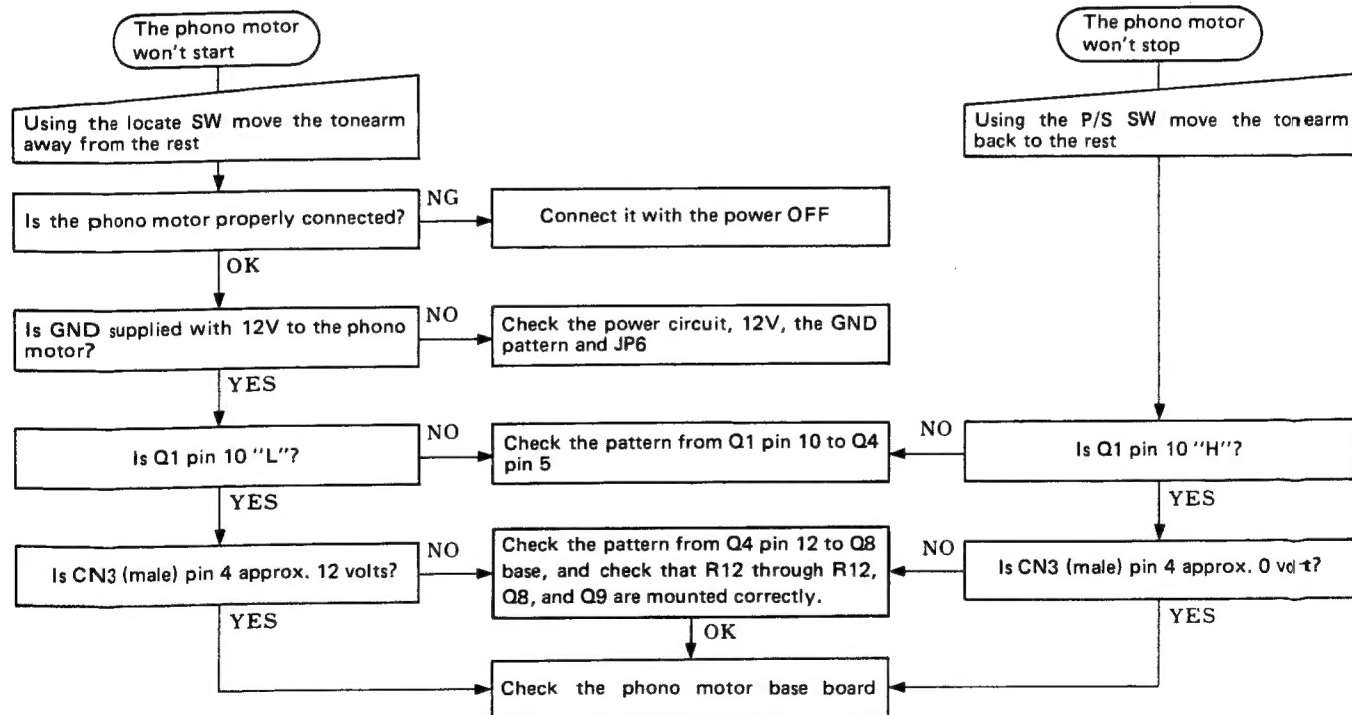 The phono motor
won't start
Using the locate SW move the tonearm
away from the rest
Is the phono motor properly connected?
NG
Connect it with the power OFF
OK
Is GND supplied with 12V to the phono
motor?
NO
Check the power circuit, 12V, the GND
pattern and JP6
YES
Is Q1 pin 10 "L"?
NO
Check the pattern from Q1 pin 10 to Q4
pin 5
YES
Is CN3 (male) pin 4 approx. 12 volts?
NO
Check the pattern from Q4 pin 12 to Q8
base, and check that R12 through R12,
Q8, and Q9 are mounted correctly.
YES
OK
Check the phono motor base board
The phono motor
won't stop
Using the P/S SW move the tonearm
back to the rest
NO
Is Q1 pin 10 "H"?
YES
NO
Is CN3 (male) pin 4 approx. 0 volt?
YES